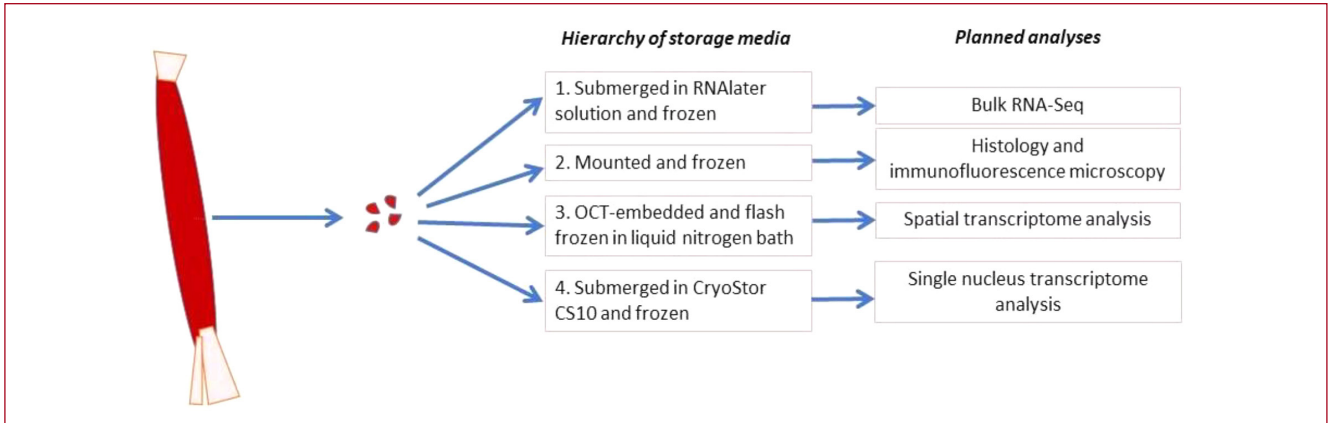 Hierarchy of storage media
Planned analyses
1. Submerged in RNAlater
solution and frozen
Bulk RNA-Seq
2. Mounted and frozen
Histology and
immunofluorescence microscopy
3. OCT-embedded and flash
frozen in liquid nitrogen bath
Spatial transcriptome analysis
4. Submerged in CryoStor
CS10 and frozen
Single nucleus transcriptome
analysis